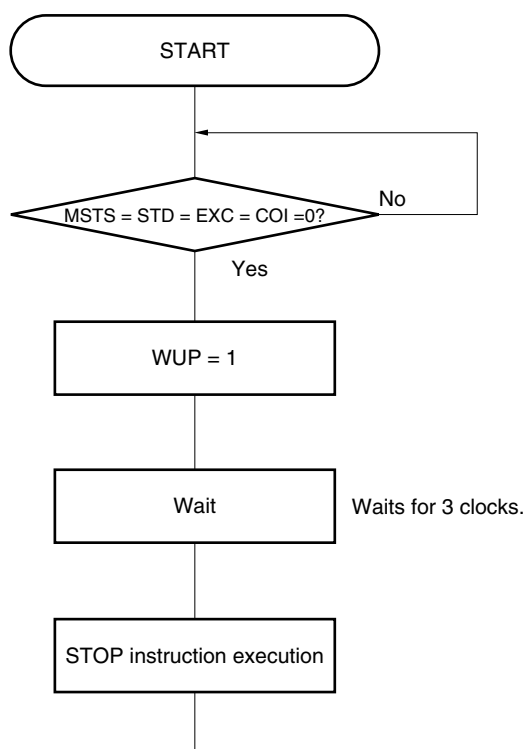 START
No
MSTS = STD = EXC = COI =0?
Yes
WUP = 1
Wait
Waits for 3 clocks.
STOP instruction execution